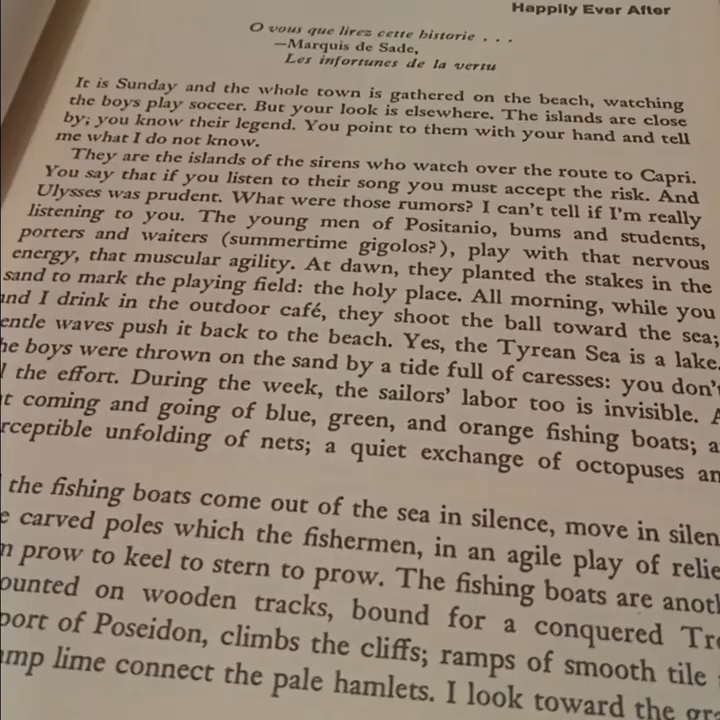 Happily Ever After
O vous que lirez cette historie . . .
—Marquis de Sade,
Les infortunes de la vertu
It is Sunday and the whole town is gathered on the beach, watching
the boys play soccer. But your look is elsewhere. The islands are close
by; you know their legend. You point to them with your hand and tell
me what I do not know.
They are the islands of the sirens who watch over the route to Capri.
You say that if you listen to their song you must accept the risk. And
Ulysses was prudent. What were those rumors? I can't tell if I'm really
listening to you. The young men of Positanio, bums and students,
porters and waiters (summertime gigolos?), play with that nervous
energy, that muscular agility. At dawn, they planted the stakes in the
sand to mark the playing field: the holy place. All morning, while you
and I drink in the outdoor café, they shoot the ball toward the sea;
gentle waves push it back to the beach. Yes, the Tyrean Sea is a lake.
he boys were thrown on the sand by a tide full of caresses: you don't
the effort. During the week, the sailors' labor too is invisible. A
coming and going of blue, green, and orange fishing boats; a
unfolding of nets; a quiet exchange of octopuses an
the fishing boats come out of the sea in silence, move in silen
carved poles which the fishermen, in an agile play of relie
prow to keel to stern to prow. The fishing boats are anoth
ounted on wooden tracks, bound for a conquered Tro
port of Poseidon, climbs the cliffs; ramps of smooth tile
lime connect the pale hamlets. I look toward the gr